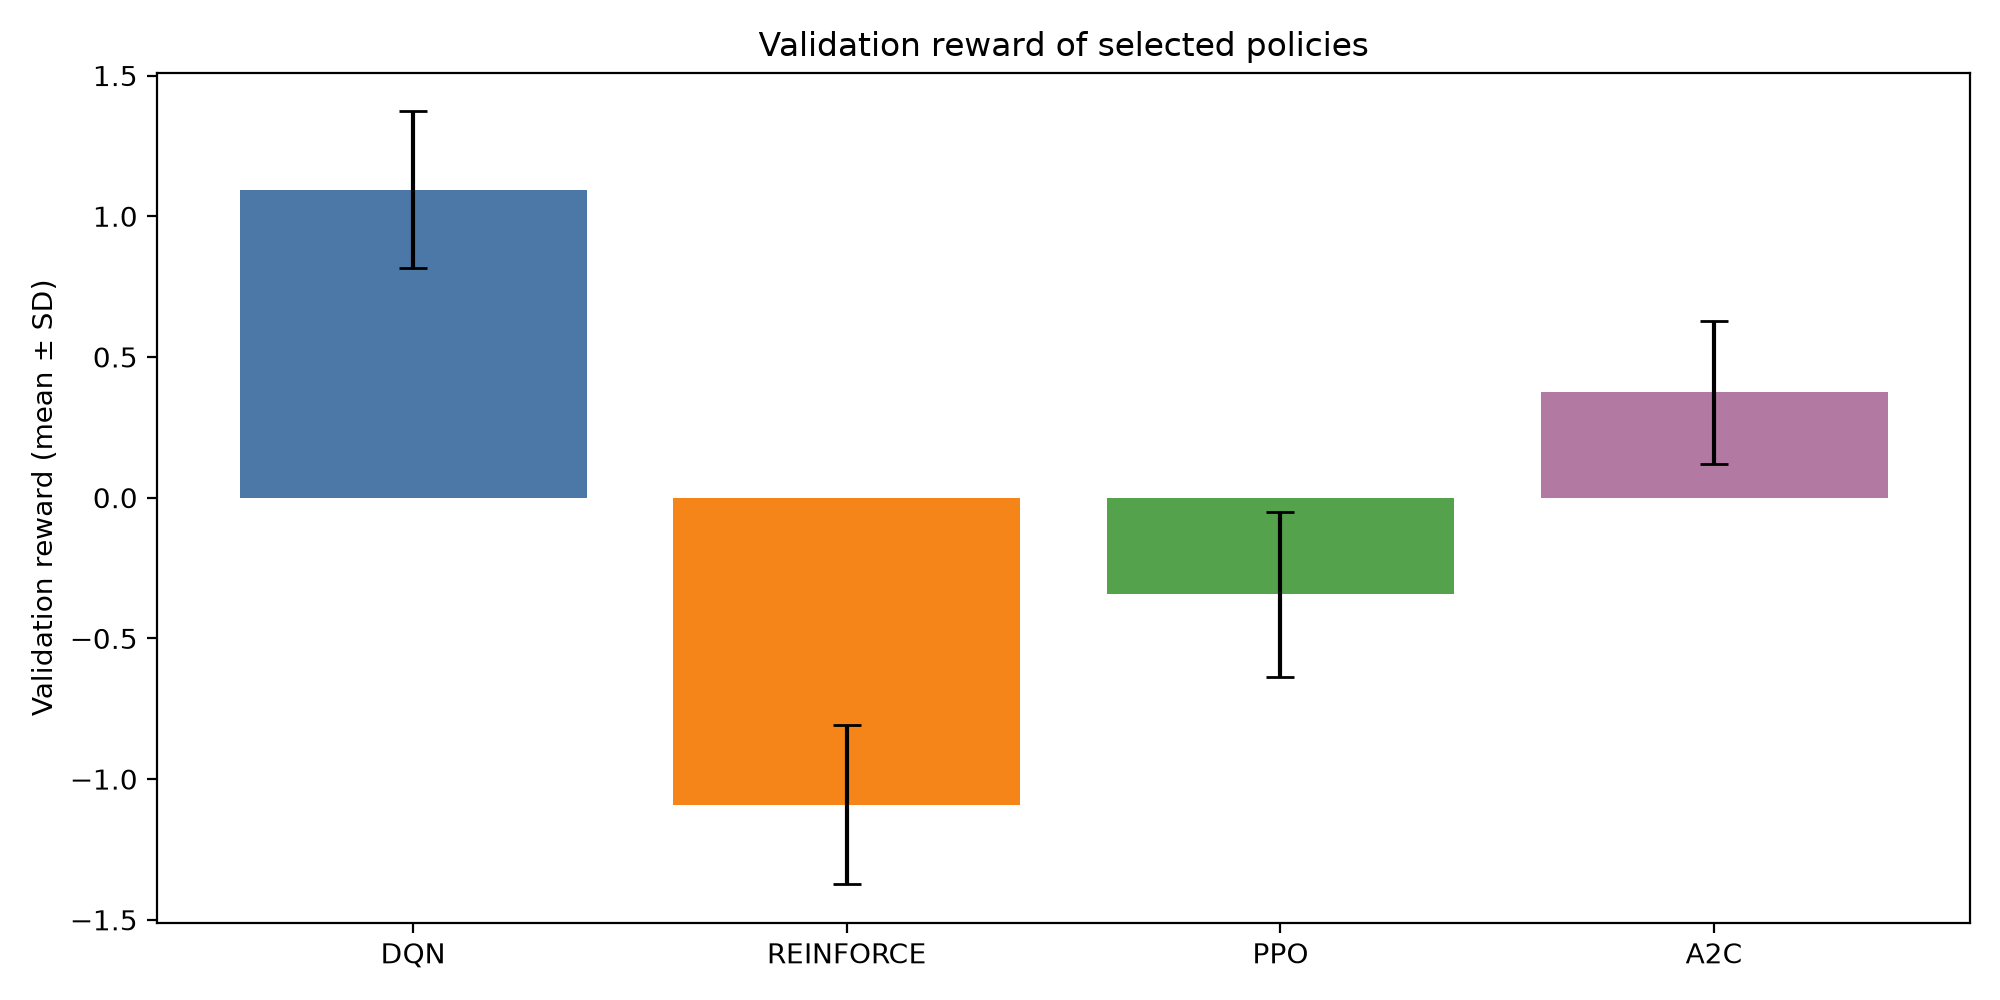 Validation reward of selected policies
Validation reward (mean ± SD)
1.5
1.0
0.5
0.0
−0.5
−1.0
−1.5
DQN
REINFORCE
PPO
A2C